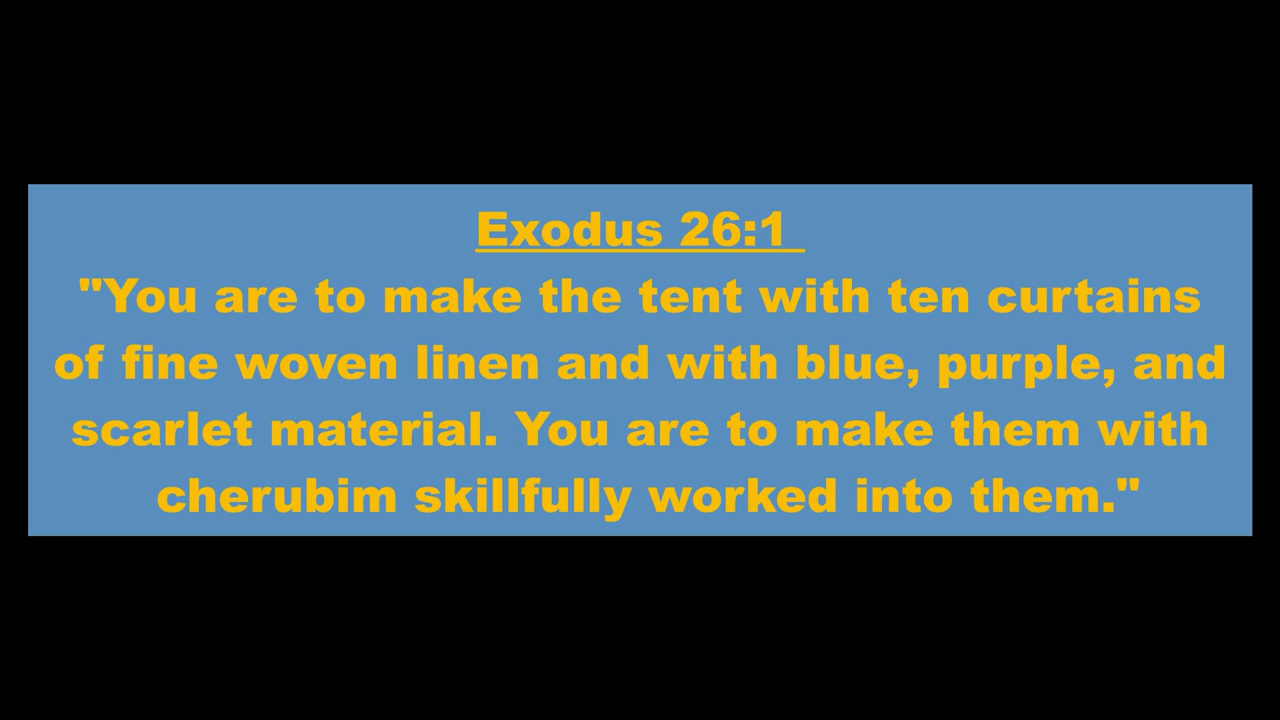 Exodus 26:1
"You are to make the tent with ten curtains
of fine woven linen and with blue, purple, and
scarlet material. You are to make them with
cherubim skillfully worked into them."